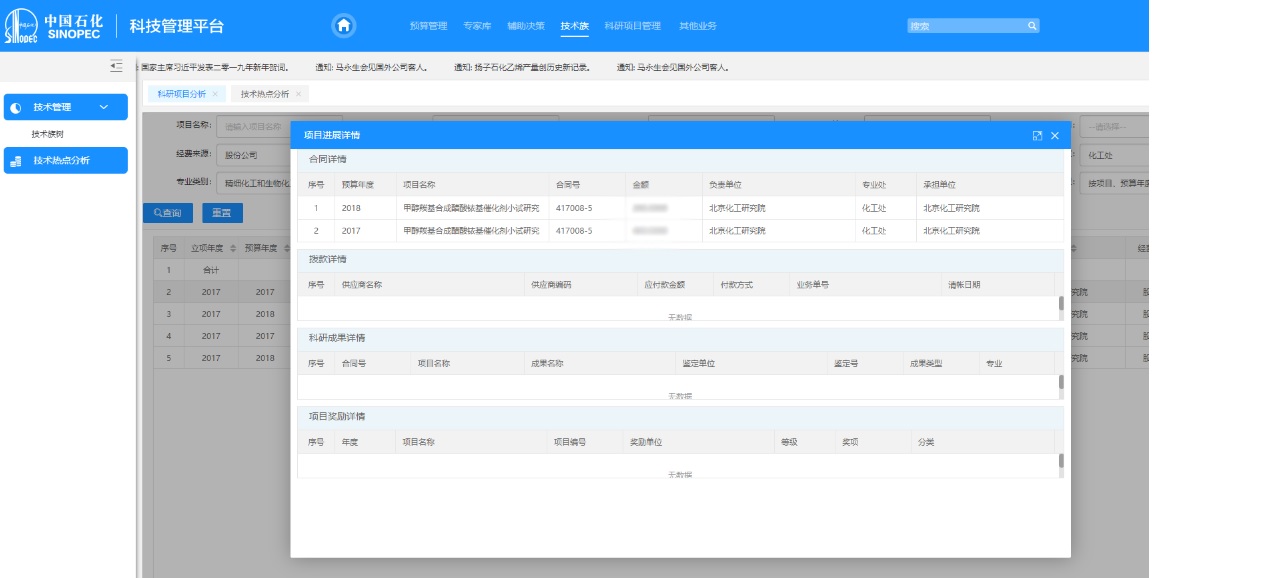 中国石化
SINOPEC
科技管理平台
预算管理 专家库 辅助决策 技术族 科研项目管理 其他业务
搜索
国家主席习近平发表二零一九年新年贺词。 通知: 马永生会见国外公司客人。 通知: 扬子石化乙烯产量创历史新记录。 通知: 马永生会见国外公司客人。
科研项目分析 × 技术热点分析 ×
技术管理
技术族树
技术热点分析
项目名称: 请输入项目名称 --请选择--
经费来源: 股份公司 化工处
专业类别: 精细化工和生物化 按项目、预算年度
查询 重置
序号 立项年度 预算年度
1 合计
2 2017 2017 究院
3 2017 2018 究院
4 2017 2017 究院
5 2017 2018 究院
项目进展详情
合同详情
序号 预算年度 项目名称 合同号 金额 负责单位 专业处 承担单位
1 2018 甲醇羰基合成醋酸铱基催化剂小试研究 417008-5 北京化工研究院 化工处 北京化工研究院
2 2017 甲醇羰基合成醋酸铱基催化剂小试研究 417008-5 北京化工研究院 化工处 北京化工研究院
拨款详情
序号 供应商名称 供应商编码 应付款金额 付款方式 业务单号 清帐日期
无数据
科研成果详情
序号 合同号 项目名称 成果名称 鉴定单位 鉴定号 成果类型 专业
无数据
项目奖励详情
序号 年度 项目名称 项目编号 奖励单位 等级 奖项 分类
无数据